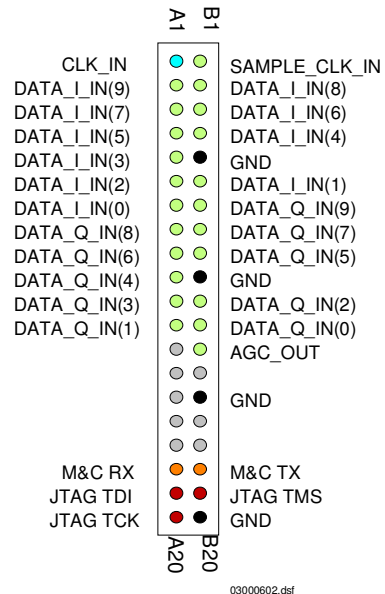 A1 B1
CLK_IN SAMPLE_CLK_IN
DATA_I_IN(9) DATA_I_IN(8)
DATA_I_IN(7) DATA_I_IN(6)
DATA_I_IN(5) DATA_I_IN(4)
DATA_I_IN(3) GND
DATA_I_IN(2) DATA_I_IN(1)
DATA_I_IN(0) DATA_Q_IN(9)
DATA_Q_IN(8) DATA_Q_IN(7)
DATA_Q_IN(6) DATA_Q_IN(5)
DATA_Q_IN(4) GND
DATA_Q_IN(3) DATA_Q_IN(2)
DATA_Q_IN(1) DATA_Q_IN(0)
AGC_OUT
GND
M&C RX M&C TX
JTAG TDI JTAG TMS
JTAG TCK GND
A20 B20
03000602.dsf